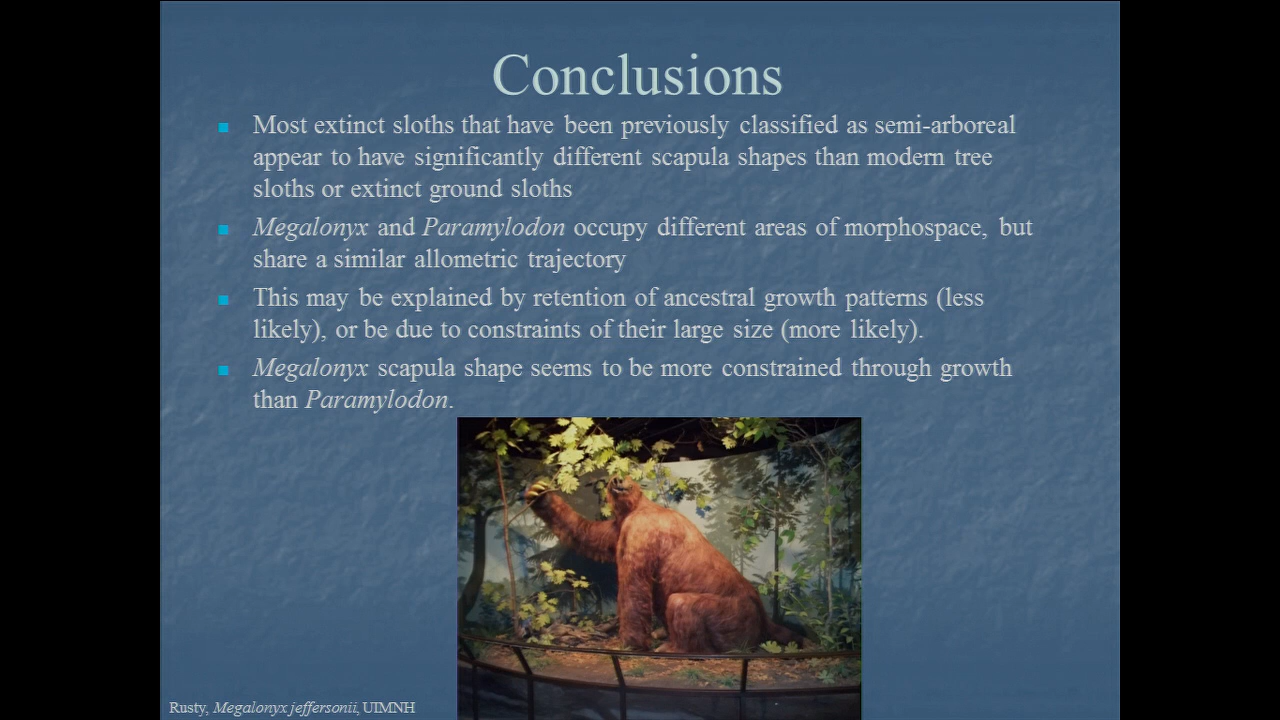 Conclusions
Most extinct sloths that have been previously classified as semi-arboreal
appear to have significantly different scapula shapes than modern tree
sloths or extinct ground sloths
Megalonyx and Paramylodon occupy different areas of morphospace, but
share a similar allometric trajectory
This may be explained by retention of ancestral growth patterns (less
likely), or be due to constraints of their large size (more likely).
Megalonyx scapula shape seems to be more constrained through growth
than Paramylodon.
Rusty, Megalonyx jeffersonii, UIMNH